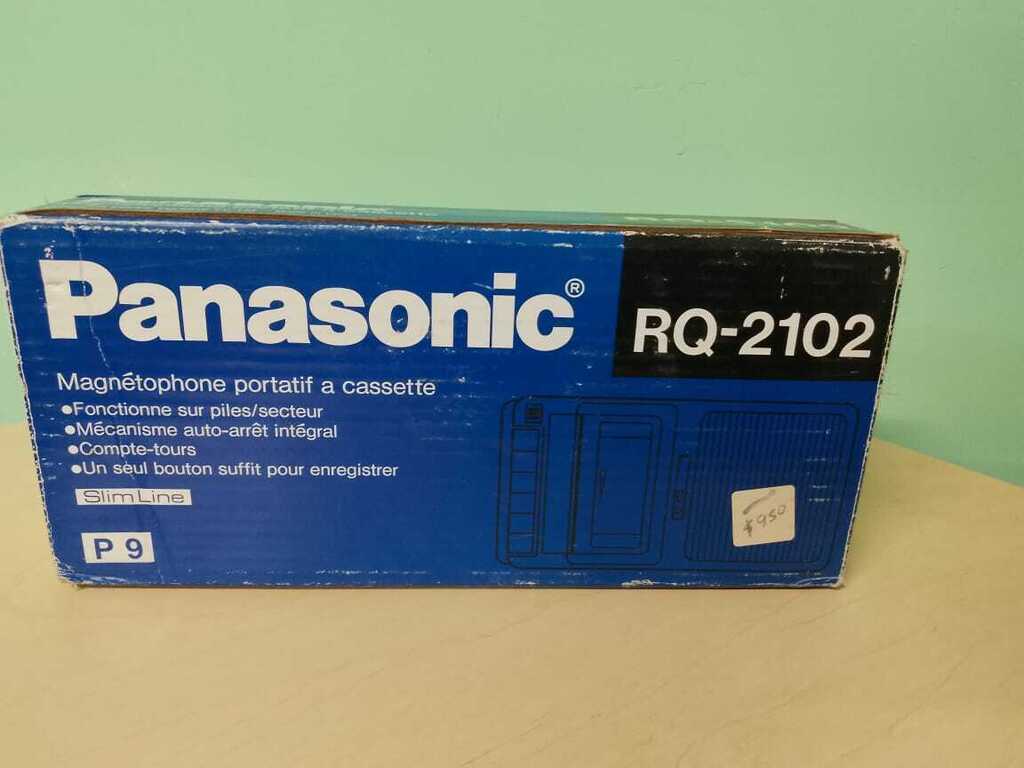 Panasonic®
RQ-2102
Magnétophone portatif a cassette
●Fonctionne sur piles/secteur
●Mécanisme auto-arrêt intégral
●Compte-tours
●Un seul bouton suffit pour enregistrer
Slim Line
P 9
$950